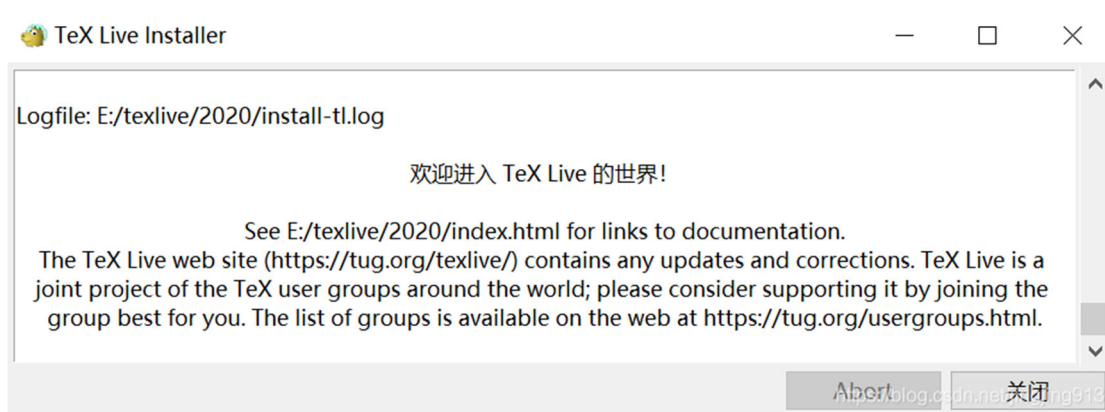 TeX Live Installer
Logfile: E:/texlive/2020/install-tl.log
欢迎进入 TeX Live 的世界！
See E:/texlive/2020/index.html for links to documentation.
The TeX Live web site (https://tug.org/texlive/) contains any updates and corrections. TeX Live is a
joint project of the TeX user groups around the world; please consider supporting it by joining the
group best for you. The list of groups is available on the web at https://tug.org/usergroups.html.
Abort 关闭